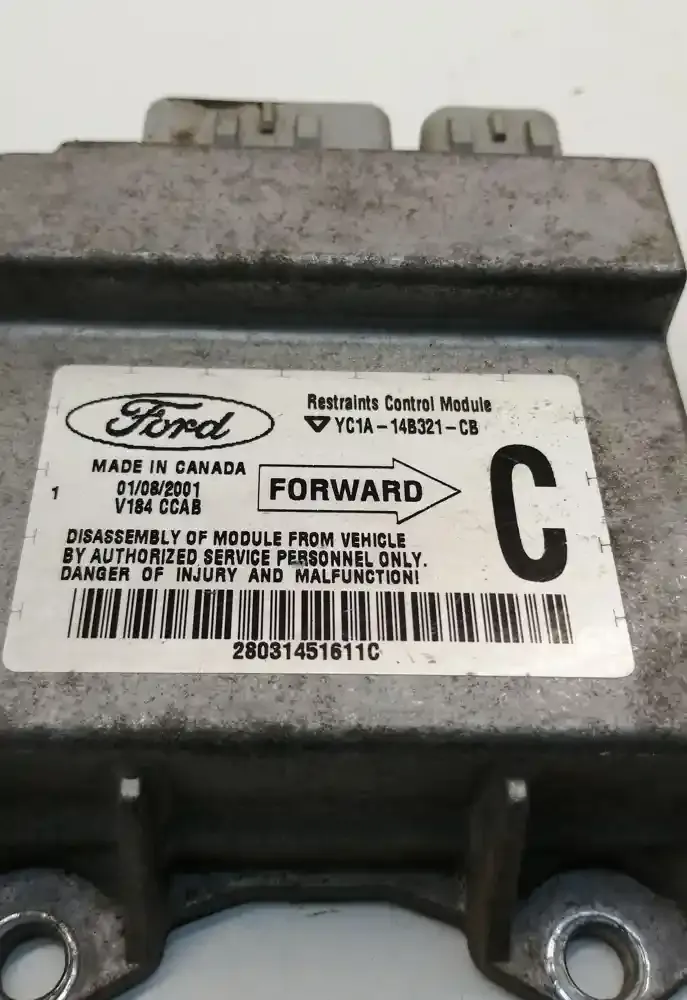 Ford
Restraints Control Module
YC1A-14B321-CB
MADE IN CANADA
1
01/08/2001
V184 CCAB
FORWARD
C
DISASSEMBLY OF MODULE FROM VEHICLE
BY AUTHORIZED SERVICE PERSONNEL ONLY.
DANGER OF INJURY AND MALFUNCTION!
28031451611C